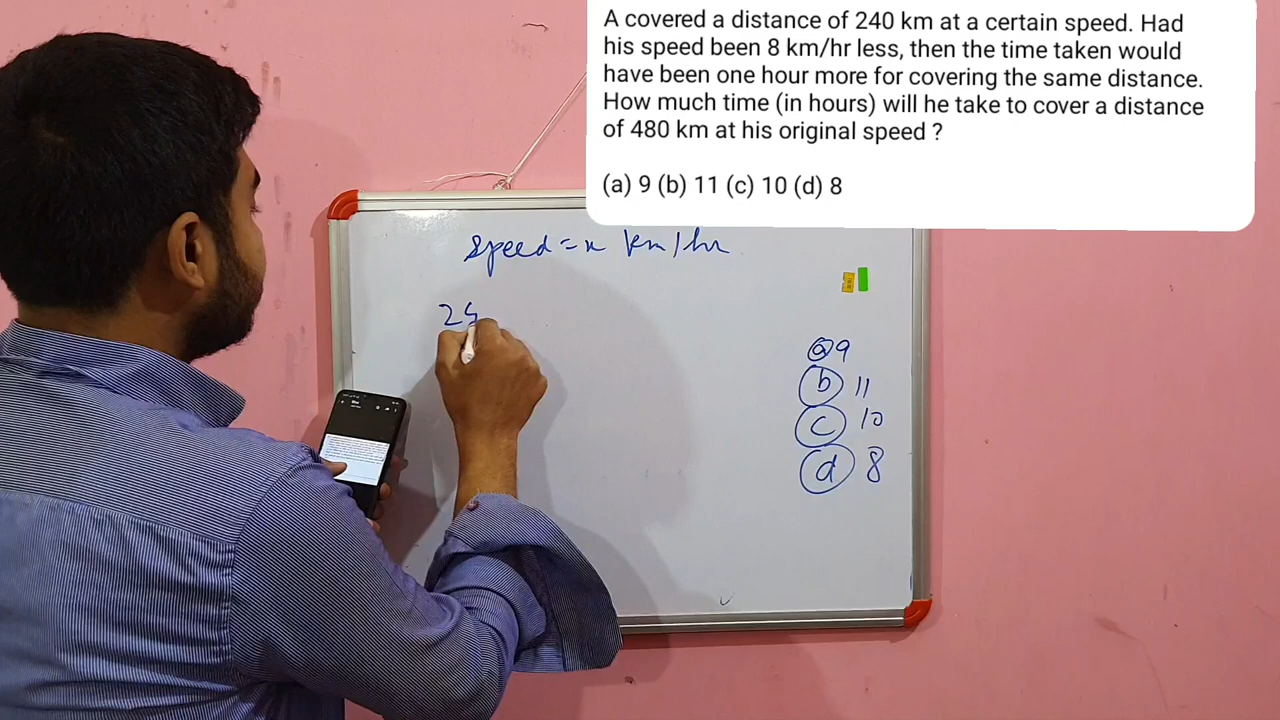 A covered a distance of 240 km at a certain speed. Had
his speed been 8 km/hr less, then the time taken would
have been one hour more for covering the same distance.
How much time (in hours) will he take to cover a distance
of 480 km at his original speed ?
(a) 9 (b) 11 (c) 10 (d) 8
speed = x km/hr
24
a 9
b 11
c 10
d 8